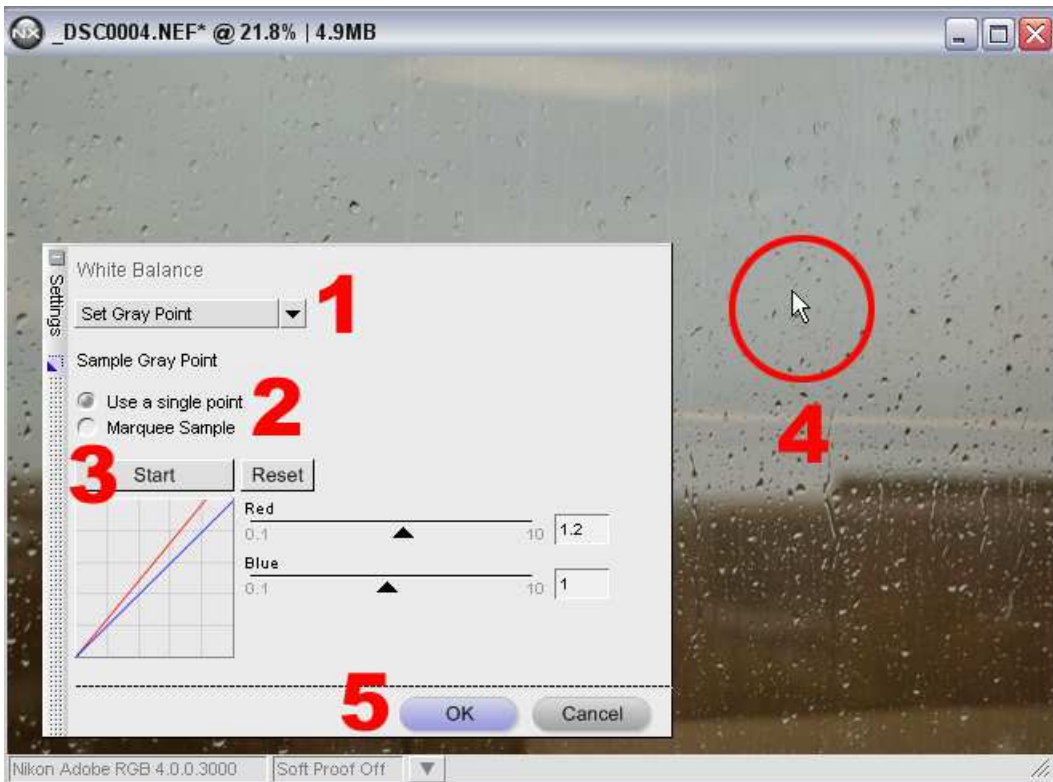 NX _DSC0004.NEF* @ 21.8% | 4.9MB
Settings
White Balance
Set Gray Point
1
Sample Gray Point
Use a single point
Marquee Sample
2
3
Start Reset
Red
0.1 10 1.2
Blue
0.1 10 1
4
5
OK Cancel
Nikon Adobe RGB 4.0.0.3000 Soft Proof Off